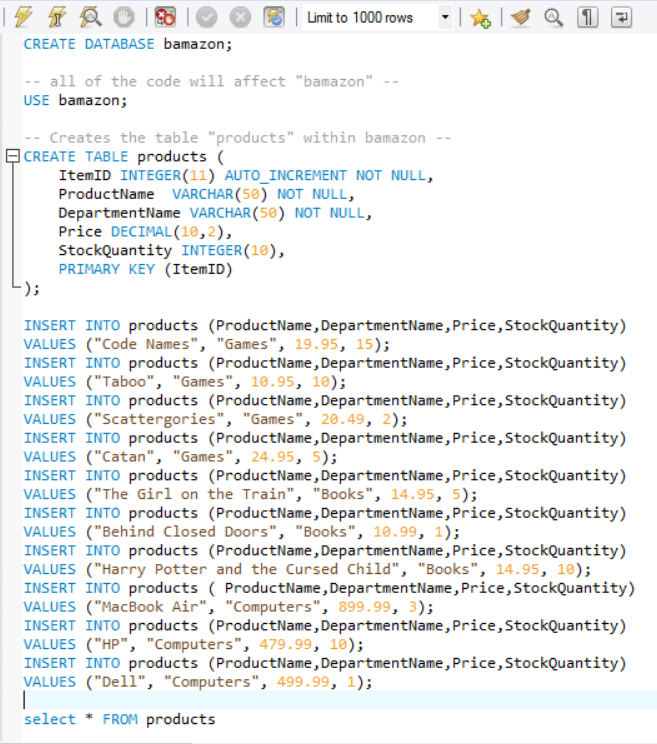 Limit to 1000 rows
CREATE DATABASE bamazon;
-- all of the code will affect "bamazon" --
USE bamazon;
-- Creates the table "products" within bamazon --
CREATE TABLE products (
ItemID INTEGER(11) AUTO_INCREMENT NOT NULL,
ProductName  VARCHAR(50) NOT NULL,
DepartmentName VARCHAR(50) NOT NULL,
Price DECIMAL(10,2),
StockQuantity INTEGER(10),
PRIMARY KEY (ItemID)
);
INSERT INTO products (ProductName,DepartmentName,Price,StockQuantity)
VALUES ("Code Names", "Games", 19.95, 15);
INSERT INTO products (ProductName,DepartmentName,Price,StockQuantity)
VALUES ("Taboo", "Games", 10.95, 10);
INSERT INTO products (ProductName,DepartmentName,Price,StockQuantity)
VALUES ("Scattergories", "Games", 20.49, 2);
INSERT INTO products (ProductName,DepartmentName,Price,StockQuantity)
VALUES ("Catan", "Games", 24.95, 5);
INSERT INTO products (ProductName,DepartmentName,Price,StockQuantity)
VALUES ("The Girl on the Train", "Books", 14.95, 5);
INSERT INTO products (ProductName,DepartmentName,Price,StockQuantity)
VALUES ("Behind Closed Doors", "Books", 10.99, 1);
INSERT INTO products (ProductName,DepartmentName,Price,StockQuantity)
VALUES ("Harry Potter and the Cursed Child", "Books", 14.95, 10);
INSERT INTO products ( ProductName,DepartmentName,Price,StockQuantity)
VALUES ("MacBook Air", "Computers", 899.99, 3);
INSERT INTO products (ProductName,DepartmentName,Price,StockQuantity)
VALUES ("HP", "Computers", 479.99, 10);
INSERT INTO products (ProductName,DepartmentName,Price,StockQuantity)
VALUES ("Dell", "Computers", 499.99, 1);
select * FROM products